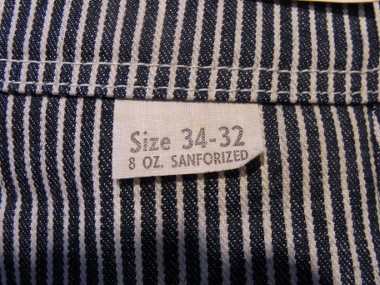 Size 34-32
8 OZ. SANFORIZED